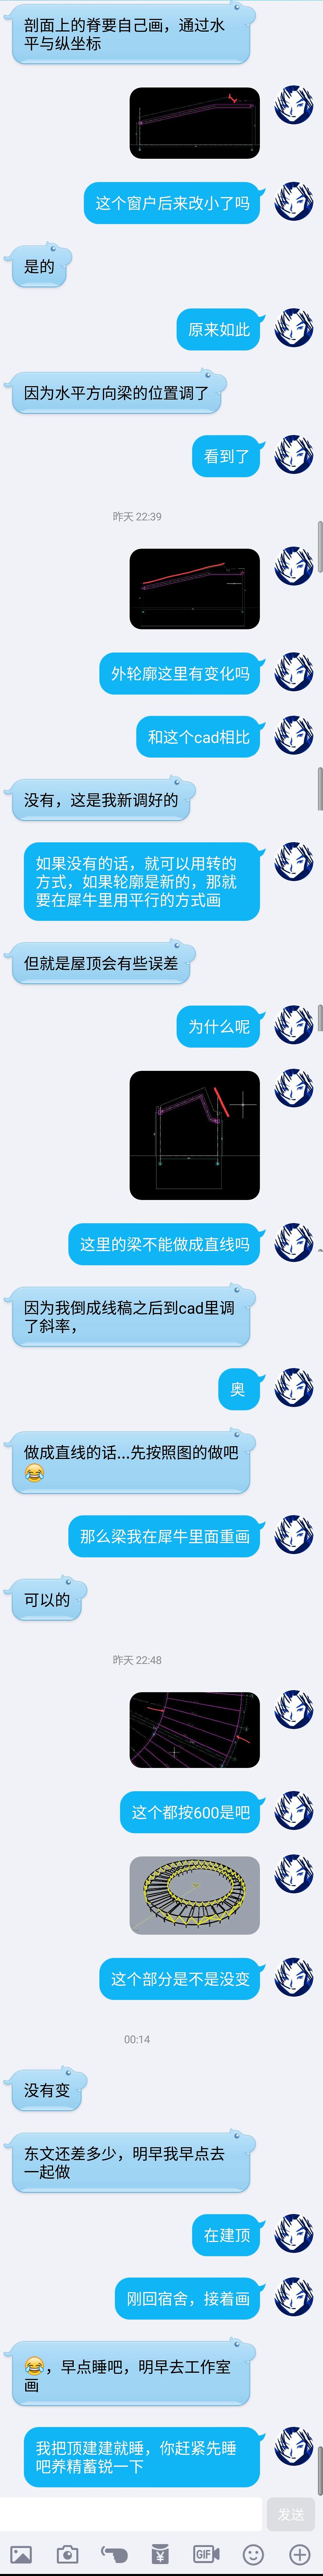 剖面上的脊要自己画，通过水
平与纵坐标
这个窗户后来改小了吗
是的
原来如此
因为水平方向梁的位置调了
看到了
昨天 22:39
外轮廓这里有变化吗
和这个cad相比
没有，这是我新调好的
如果没有的话，就可以用转的
方式，如果轮廓是新的，那就
要在犀牛里用平行的方式画
但就是屋顶会有些误差
为什么呢
这里的梁不能做成直线吗
因为我倒成线稿之后到cad里调
了斜率，
奥
做成直线的话...先按照图的做吧
😂
那么梁我在犀牛里面重画
可以的
昨天 22:48
这个都按600是吧
这个部分是不是没变
00:14
没有变
东文还差多少，明早我早点去
一起做
在建顶
刚回宿舍，接着画
😂，早点睡吧，明早去工作室
画
我把顶建建就睡，你赶紧先睡
吧养精蓄锐一下
发送
GIF